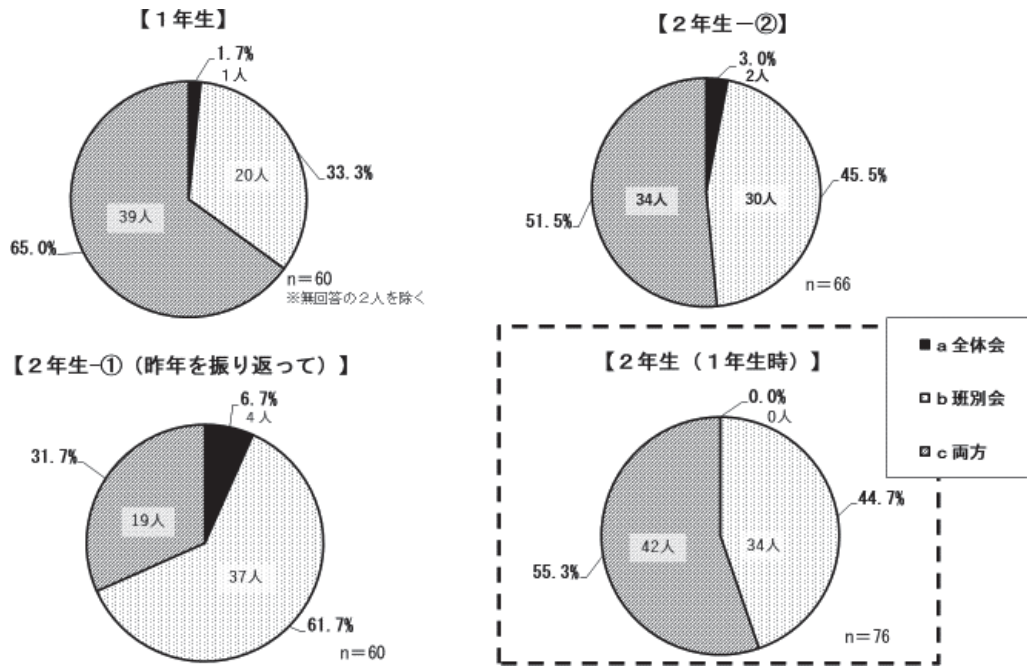 【1年生】
1.7%
1人
33.3%
20人
39人
65.0%
n=60
※無回答の2人を除く
【2年生-②】
3.0%
2人
45.5%
30人
34人
51.5%
n=66
【2年生-①(昨年を振り返って)】
6.7%
4人
31.7%
19人
37人
61.7%
n=60
【2年生(1年生時)】
0.0%
0人
44.7%
34人
42人
55.3%
n=76
■a全体会
b班別会
c両方